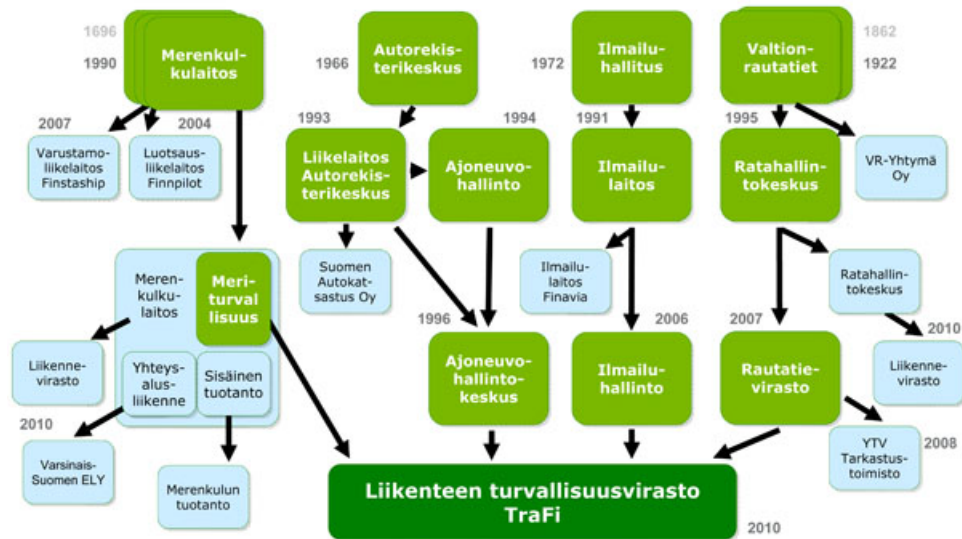 1696
1990
Merenkul-
kulaitos
1966
Autorekis-
terikeskus
1972
Ilmailu-
hallitus
Valtion-
rautatiet
1862
1922
2007
2004
1993
1994
1991
1995
Varustamo-
liikelaitos
Finstaship
Luotsaus-
liikelaitos
Finnpilot
Liikelaitos
Autorekis-
terikeskus
Ajoneuvo-
hallinto
Ilmailu-
laitos
Ratahallin-
tokeskus
VR-Yhtymä
Oy
Merenkulku-
laitos
Meri-
turval
lisuus
Suomen
Autokat-
sastus Oy
Ilmailu-
laitos
Finavia
Ratahallin-
tokeskus
1996
2006
2007
2010
Liikenne-
virasto
Yhteys-
alus-
liikenne
Sisäinen
tuotanto
Ajoneuvo-
hallinto-
keskus
Ilmailu-
hallinto
Rautatie-
virasto
Liikenne-
virasto
2010
Varsinais-
Suomen ELY
Merenkulun
tuotanto
YTV
Tarkastus-
toimisto
2008
Liikenteen turvallisuusvirasto
TraFi
2010